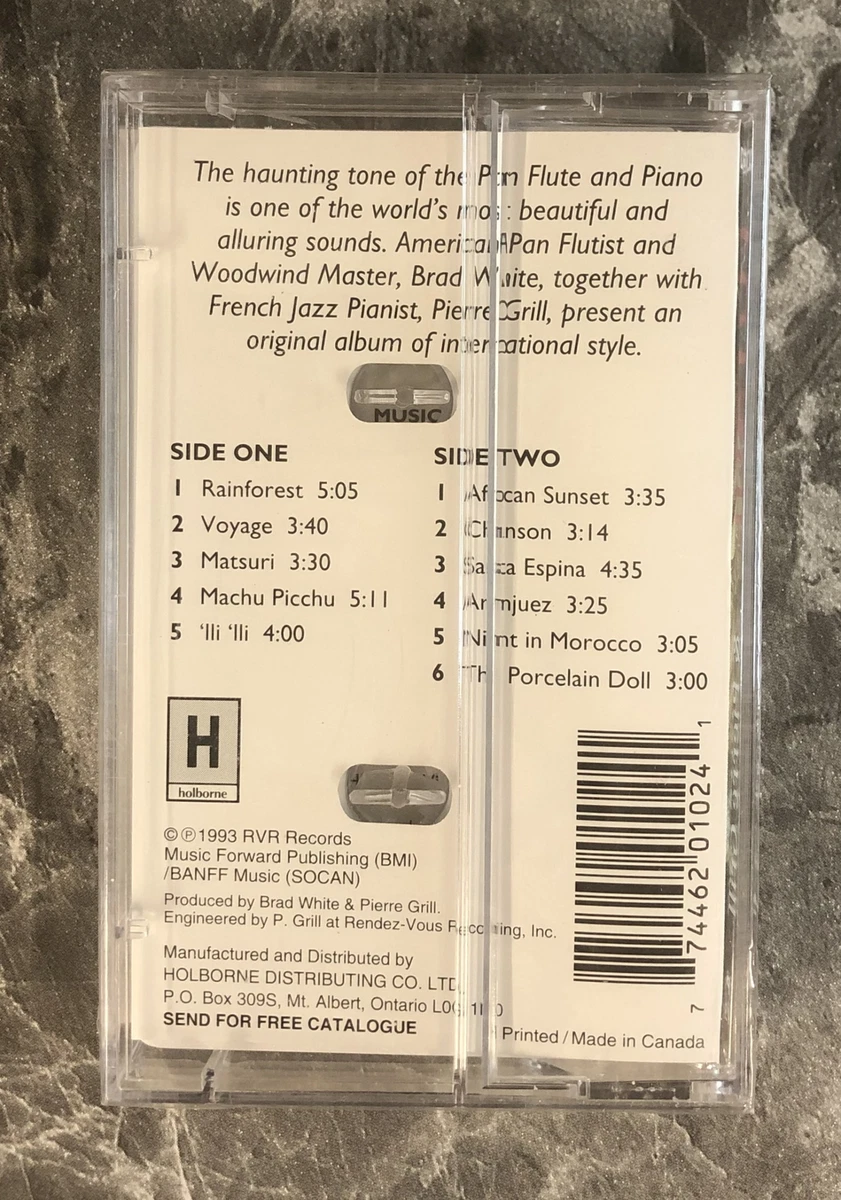 The haunting tone of the Pan Flute and Piano
is one of the world's most beautiful and
alluring sounds. American Pan Flutist and
Woodwind Master, Brad White, together with
French Jazz Pianist, Pierre Grill, present an
original album of international style.
MUSIC
SIDE ONE
1 Rainforest 5:05
2 Voyage 3:40
3 Matsuri 3:30
4 Machu Picchu 5:11
5 'Ili 'Ili 4:00
SIDE TWO
1 African Sunset 3:35
2 Chanson 3:14
3 Santa Espina 4:35
4 Aranjuez 3:25
5 Night in Morocco 3:05
6 The Porcelain Doll 3:00
H
holborne
©℗1993 RVR Records
Music Forward Publishing (BMI)
/BANFF Music (SOCAN)
Produced by Brad White & Pierre Grill.
Engineered by P. Grill at Rendez-Vous Recording, Inc.
Manufactured and Distributed by
HOLBORNE DISTRIBUTING CO. LTD
P.O. Box 309S, Mt. Albert, Ontario
SEND FOR FREE CATALOGUE
Printed / Made in Canada
7 74462 01024 1